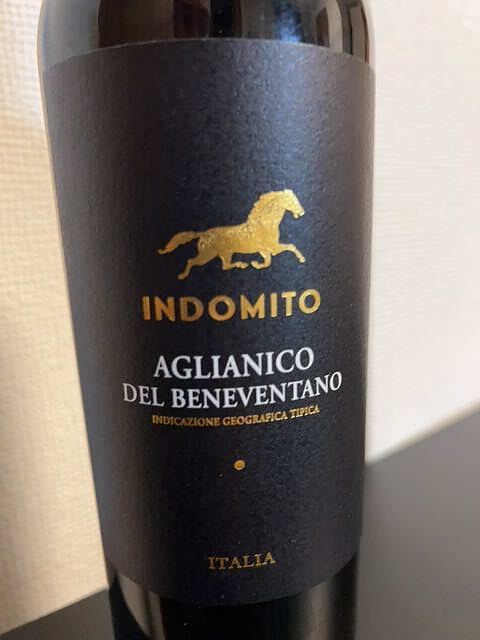 INDOMITO
AGLIANICO
DEL BENEVENTANO
INDICAZIONE GEOGRAFICA TIPICA
ITALIA